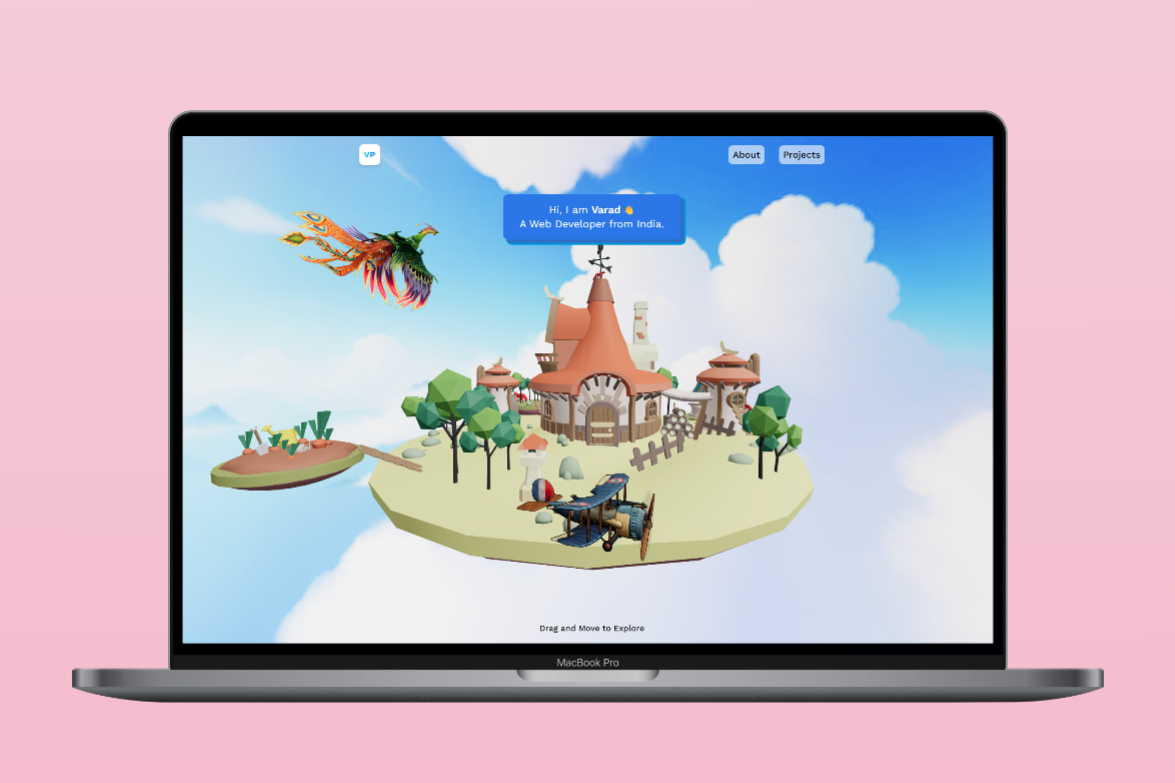 VP
About
Projects
Hi, I am Varad 👋
A Web Developer from India.
Drag and Move to Explore
MacBook Pro